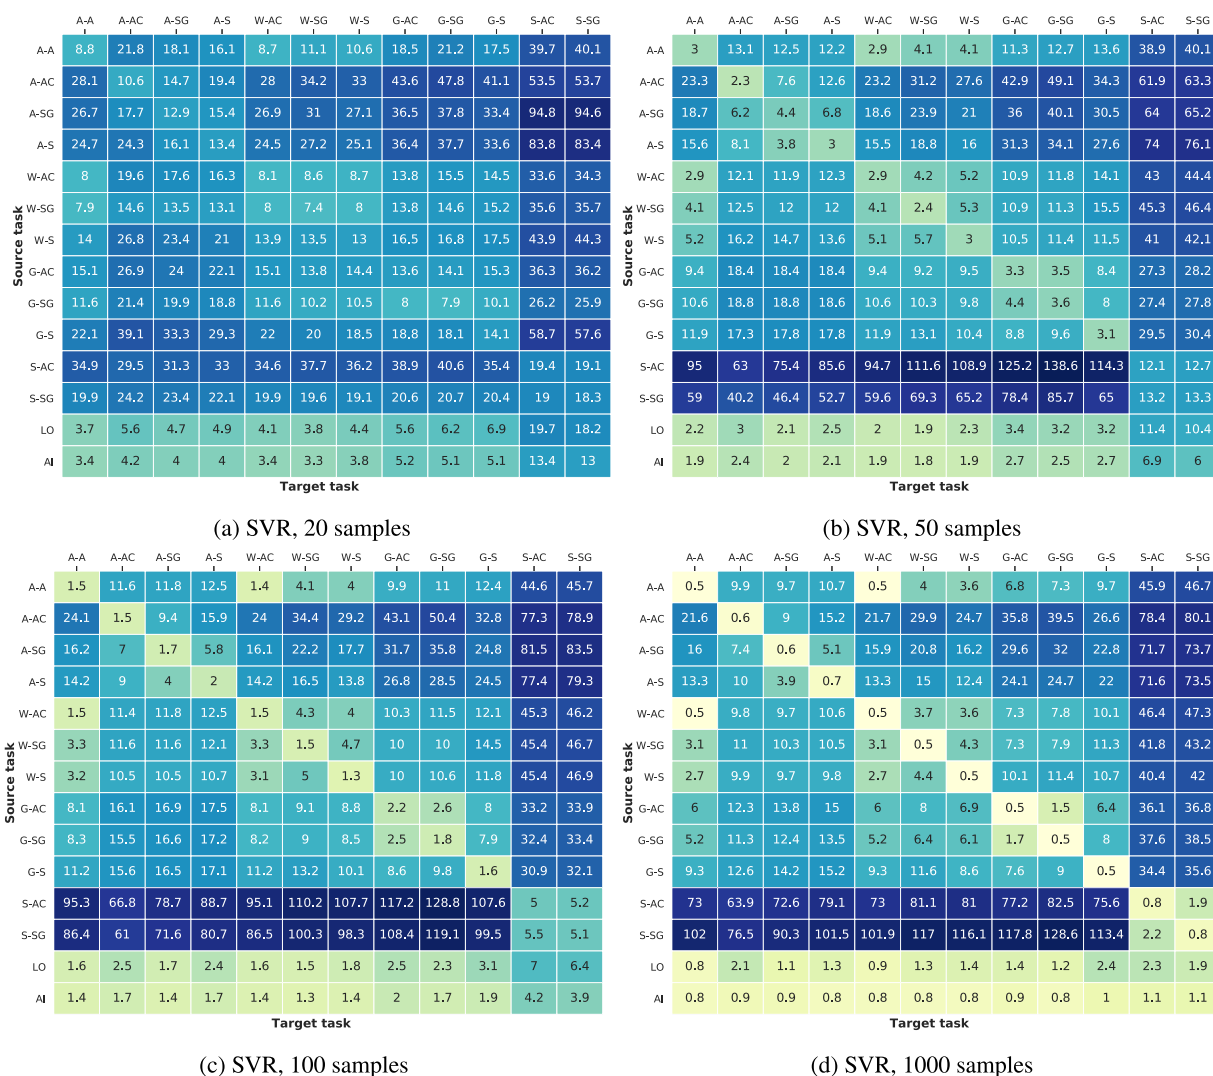 A-A A-AC A-SG A-S W-AC W-SG W-S G-AC G-SG G-S S-AC S-SG
A-A 8.8 21.8 18.1 16.1 8.7 11.1 10.6 18.5 21.2 17.5 39.7 40.1
A-AC 28.1 10.6 14.7 19.4 28 34.2 33 43.6 47.8 41.1 53.5 53.7
A-SG 26.7 17.7 12.9 15.4 26.9 31 27.1 36.5 37.8 33.4 94.8 94.6
A-S 24.7 24.3 16.1 13.4 24.5 27.2 25.1 36.4 37.7 33.6 83.8 83.4
W-AC 8 19.6 17.6 16.3 8.1 8.6 8.7 13.8 15.5 14.5 33.6 34.3
W-SG 7.9 14.6 13.5 13.1 8 7.4 8 13.8 14.6 15.2 35.6 35.7
W-S 14 26.8 23.4 21 13.9 13.5 13 16.5 16.8 17.5 43.9 44.3
G-AC 15.1 26.9 24 22.1 15.1 13.8 14.4 13.6 14.1 15.3 36.3 36.2
G-SG 11.6 21.4 19.9 18.8 11.6 10.2 10.5 8 7.9 10.1 26.2 25.9
G-S 22.1 39.1 33.3 29.3 22 20 18.5 18.8 18.1 14.1 58.7 57.6
S-AC 34.9 29.5 31.3 33 34.6 37.7 36.2 38.9 40.6 35.4 19.4 19.1
S-SG 19.9 24.2 23.4 22.1 19.9 19.6 19.1 20.6 20.7 20.4 19 18.3
LO 3.7 5.6 4.7 4.9 4.1 3.8 4.4 5.6 6.2 6.9 19.7 18.2
AI 3.4 4.2 4 4 3.4 3.3 3.8 5.2 5.1 5.1 13.4 13
Source task
Target task
(a) SVR, 20 samples
A-A A-AC A-SG A-S W-AC W-SG W-S G-AC G-SG G-S S-AC S-SG
A-A 3 13.1 12.5 12.2 2.9 4.1 4.1 11.3 12.7 13.6 38.9 40.1
A-AC 23.3 2.3 7.6 12.6 23.2 31.2 27.6 42.9 49.1 34.3 61.9 63.3
A-SG 18.7 6.2 4.4 6.8 18.6 23.9 21 36 40.1 30.5 64 65.2
A-S 15.6 8.1 3.8 3 15.5 18.8 16 31.3 34.1 27.6 74 76.1
W-AC 2.9 12.1 11.9 12.3 2.9 4.2 5.2 10.9 11.8 14.1 43 44.4
W-SG 4.1 12.5 12 12 4.1 2.4 5.3 10.9 11.3 15.5 45.3 46.4
W-S 5.2 16.2 14.7 13.6 5.1 5.7 3 10.5 11.4 11.5 41 42.1
G-AC 9.4 18.4 18.4 18.4 9.4 9.2 9.5 3.3 3.5 8.4 27.3 28.2
G-SG 10.6 18.8 18.8 18.6 10.6 10.3 9.8 4.4 3.6 8 27.4 27.8
G-S 11.9 17.3 17.8 17.8 11.9 13.1 10.4 8.8 9.6 3.1 29.5 30.4
S-AC 95 63 75.4 85.6 94.7 111.6 108.9 125.2 138.6 114.3 12.1 12.7
S-SG 59 40.2 46.4 52.7 59.6 69.3 65.2 78.4 85.7 65 13.2 13.3
LO 2.2 3 2.1 2.5 2 1.9 2.3 3.4 3.2 3.2 11.4 10.4
AI 1.9 2.4 2 2.1 1.9 1.8 1.9 2.7 2.5 2.7 6.9 6
Source task
Target task
(b) SVR, 50 samples
A-A A-AC A-SG A-S W-AC W-SG W-S G-AC G-SG G-S S-AC S-SG
A-A 1.5 11.6 11.8 12.5 1.4 4.1 4 9.9 11 12.4 44.6 45.7
A-AC 24.1 1.5 9.4 15.9 24 34.4 29.2 43.1 50.4 32.8 77.3 78.9
A-SG 16.2 7 1.7 5.8 16.1 22.2 17.7 31.7 35.8 24.8 81.5 83.5
A-S 14.2 9 4 2 14.2 16.5 13.8 26.8 28.5 24.5 77.4 79.3
W-AC 1.5 11.4 11.8 12.5 1.5 4.3 4 10.3 11.5 12.1 45.3 46.2
W-SG 3.3 11.6 11.6 12.1 3.3 1.5 4.7 10 10 14.5 45.4 46.7
W-S 3.2 10.5 10.5 10.7 3.1 5 1.3 10 10.6 11.8 45.4 46.9
G-AC 8.1 16.1 16.9 17.5 8.1 9.1 8.8 2.2 2.6 8 33.2 33.9
G-SG 8.3 15.5 16.6 17.2 8.2 9 8.5 2.5 1.8 7.9 32.4 33.4
G-S 11.2 15.6 16.5 17.1 11.2 13.2 10.1 8.6 9.8 1.6 30.9 32.1
S-AC 95.3 66.8 78.7 88.7 95.1 110.2 107.7 117.2 128.8 107.6 5 5.2
S-SG 86.4 61 71.6 80.7 86.5 100.3 98.3 108.4 119.1 99.5 5.5 5.1
LO 1.6 2.5 1.7 2.4 1.6 1.5 1.8 2.5 2.3 3.1 7 6.4
AI 1.4 1.7 1.4 1.7 1.4 1.3 1.4 2 1.7 1.9 4.2 3.9
Source task
Target task
(c) SVR, 100 samples
A-A A-AC A-SG A-S W-AC W-SG W-S G-AC G-SG G-S S-AC S-SG
A-A 0.5 9.9 9.7 10.7 0.5 4 3.6 6.8 7.3 9.7 45.9 46.7
A-AC 21.6 0.6 9 15.2 21.7 29.9 24.7 35.8 39.5 26.6 78.4 80.1
A-SG 16 7.4 0.6 5.1 15.9 20.8 16.2 29.6 32 22.8 71.7 73.7
A-S 13.3 10 3.9 0.7 13.3 15 12.4 24.1 24.7 22 71.6 73.5
W-AC 0.5 9.8 9.7 10.6 0.5 3.7 3.6 7.3 7.8 10.1 46.4 47.3
W-SG 3.1 11 10.3 10.5 3.1 0.5 4.3 7.3 7.9 11.3 41.8 43.2
W-S 2.7 9.9 9.7 9.8 2.7 4.4 0.5 10.1 11.4 10.7 40.4 42
G-AC 6 12.3 13.8 15 6 8 6.9 0.5 1.5 6.4 36.1 36.8
G-SG 5.2 11.3 12.4 13.5 5.2 6.4 6.1 1.7 0.5 8 37.6 38.5
G-S 9.3 12.6 14.2 15.2 9.3 11.6 8.6 7.6 9 0.5 34.4 35.6
S-AC 73 63.9 72.6 79.1 73 81.1 81 77.2 82.5 75.6 0.8 1.9
S-SG 102 76.5 90.3 101.5 101.9 117 116.1 117.8 128.6 113.4 2.2 0.8
LO 0.8 2.1 1.1 1.3 0.9 1.3 1.4 1.4 1.2 2.4 2.3 1.9
AI 0.8 0.9 0.9 0.8 0.8 0.8 0.8 0.9 0.8 1 1.1 1.1
Source task
Target task
(d) SVR, 1000 samples